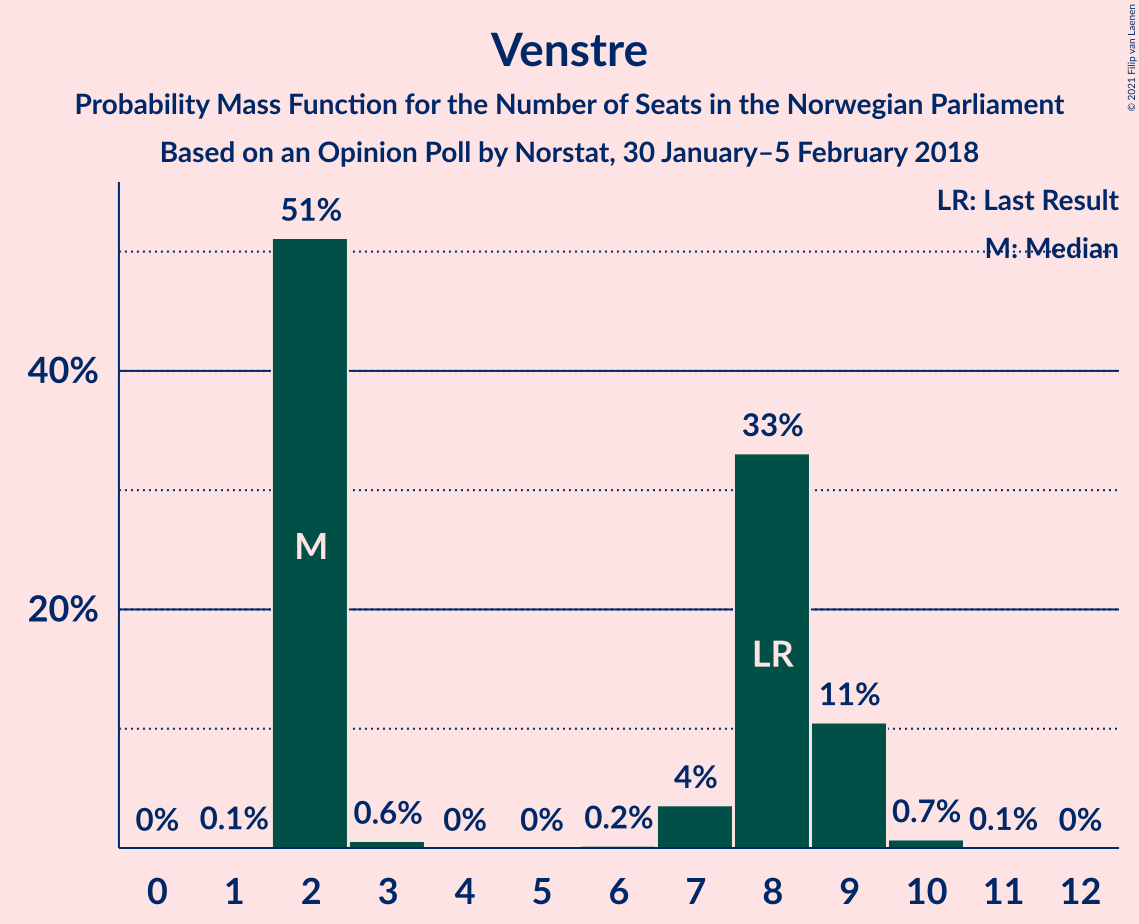 Venstre
Probability Mass Function for the Number of Seats in the Norwegian Parliament
Based on an Opinion Poll by Norstat, 30 January–5 February 2018
© 2021 Filip van Laenen
LR: Last Result
M: Median
40%
20%
0% 0.1% 51% 0.6% 0% 0% 0.2% 4% 33% 11% 0.7% 0.1% 0%
M LR
0 1 2 3 4 5 6 7 8 9 10 11 12